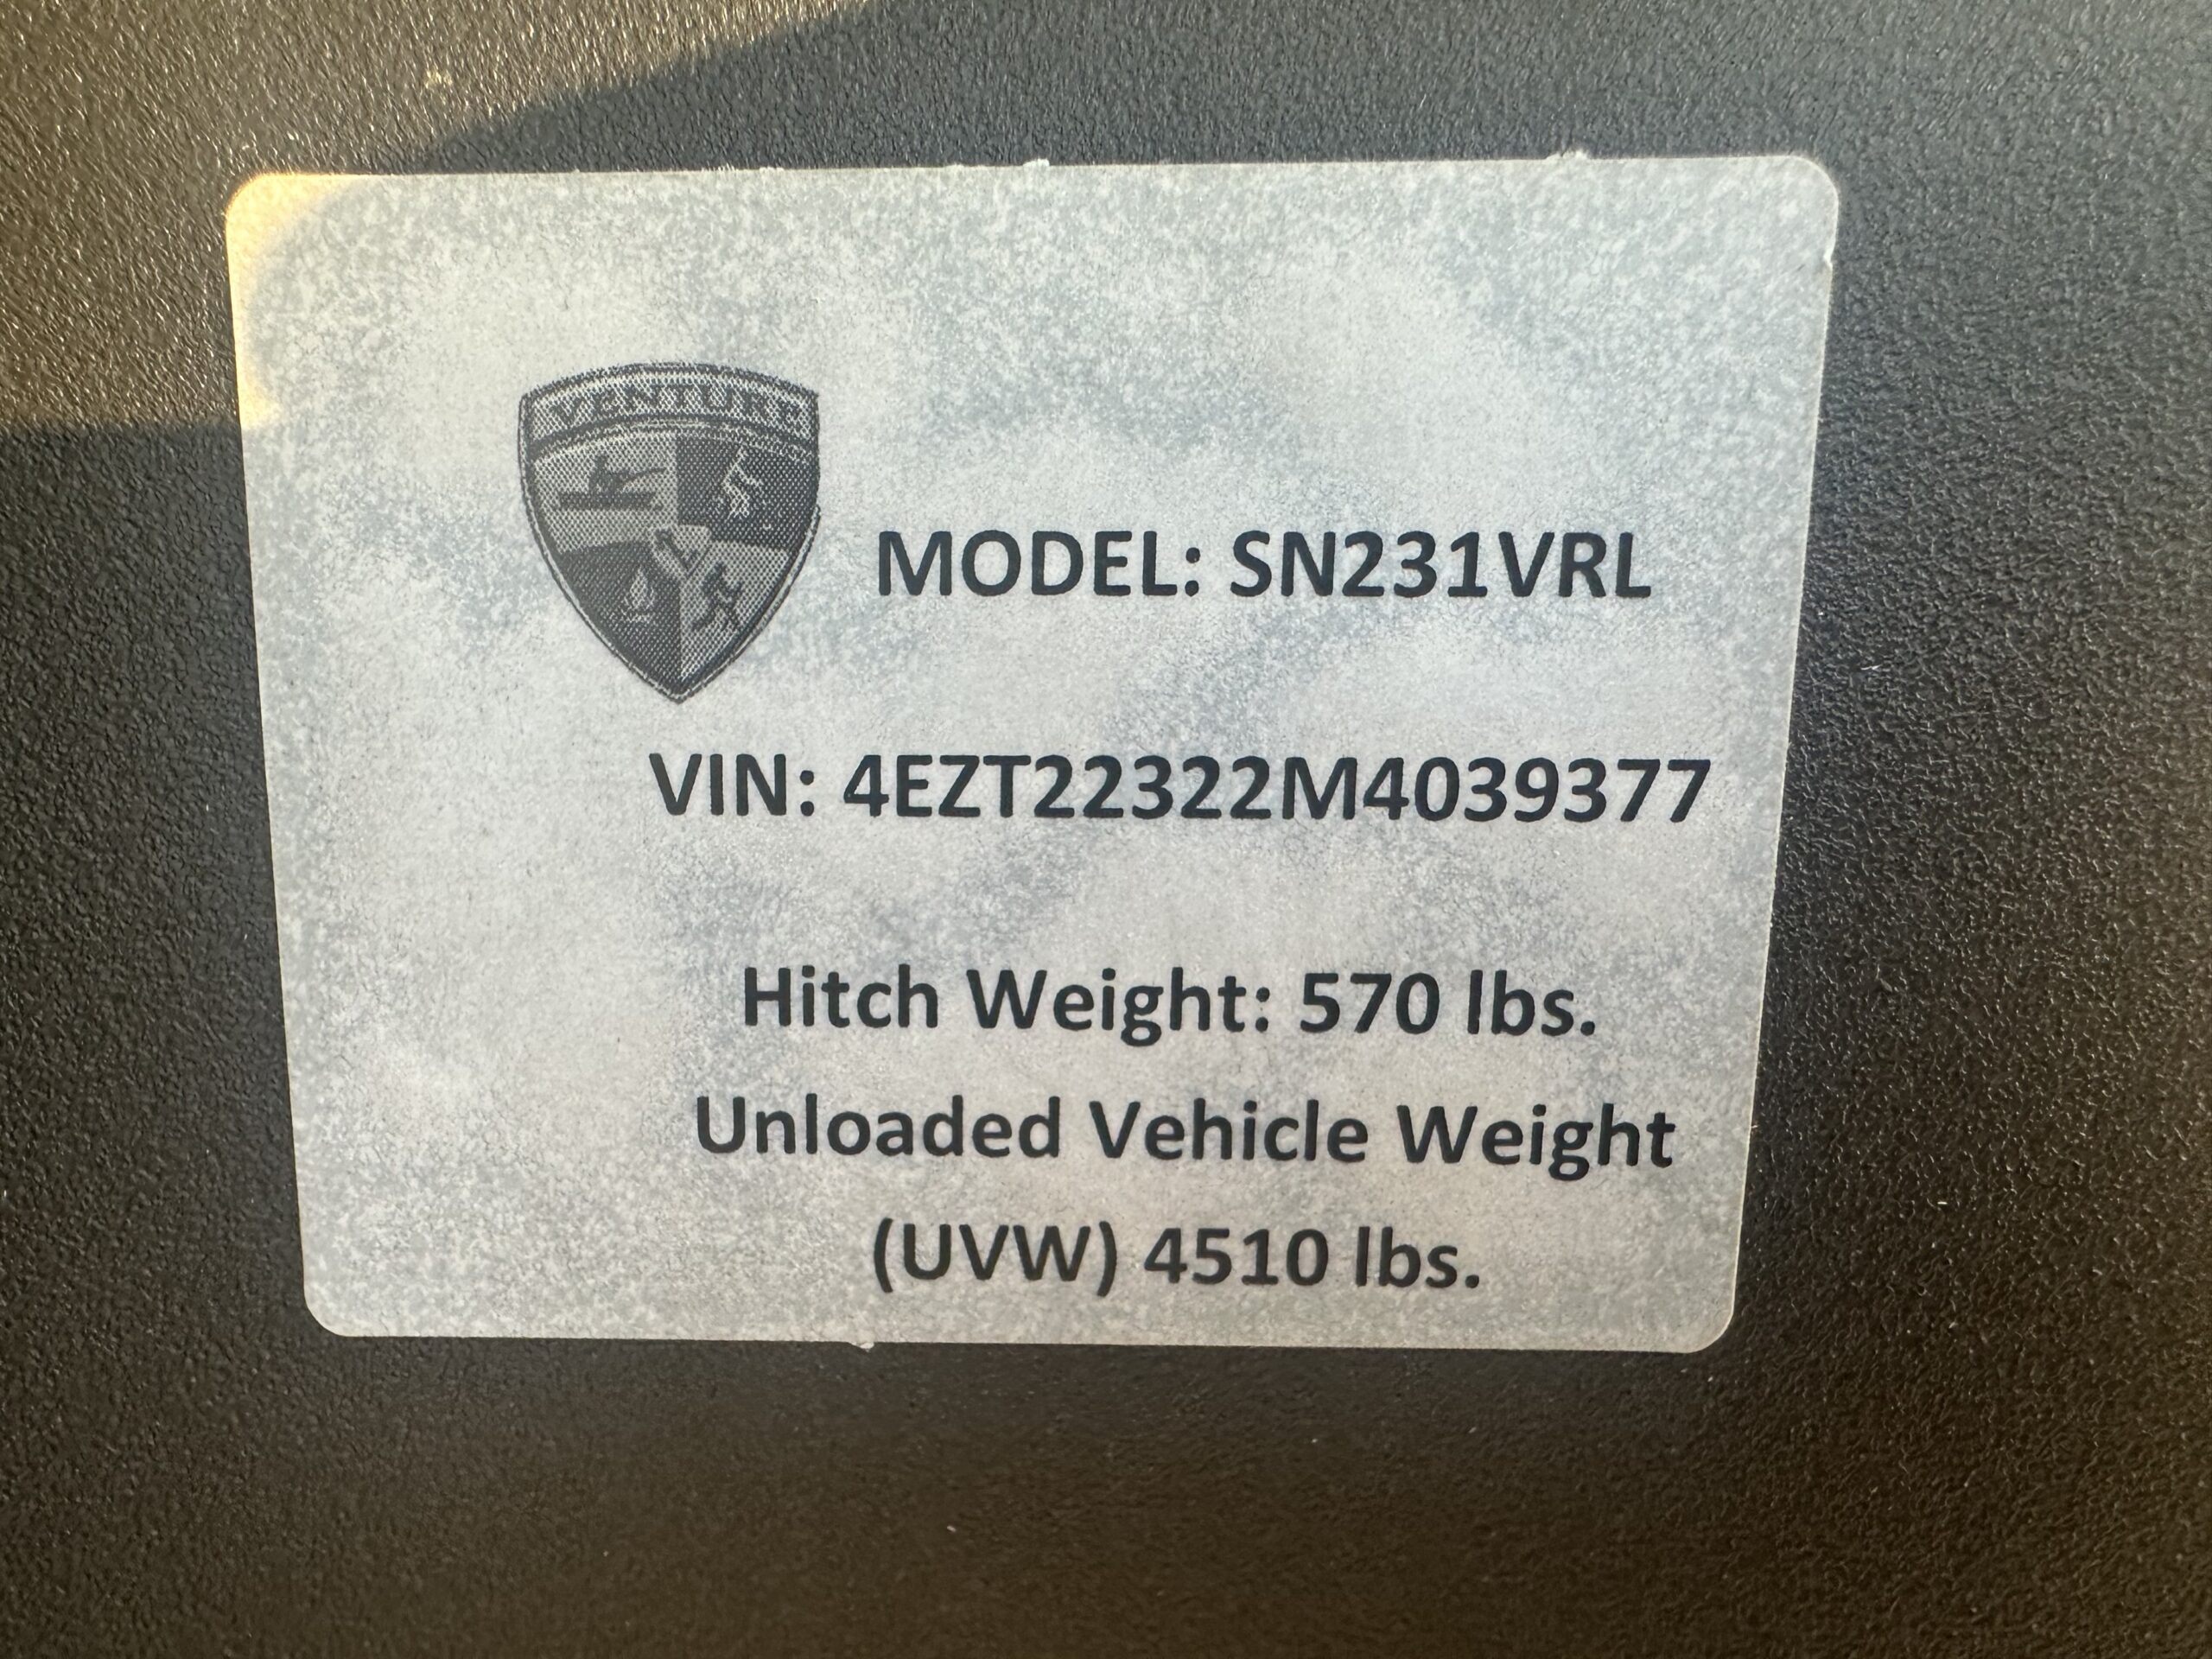 VENTURE
MODEL: SN231VRL
VIN: 4EZT22322M4039377
Hitch Weight: 570 lbs.
Unloaded Vehicle Weight
(UVW) 4510 lbs.